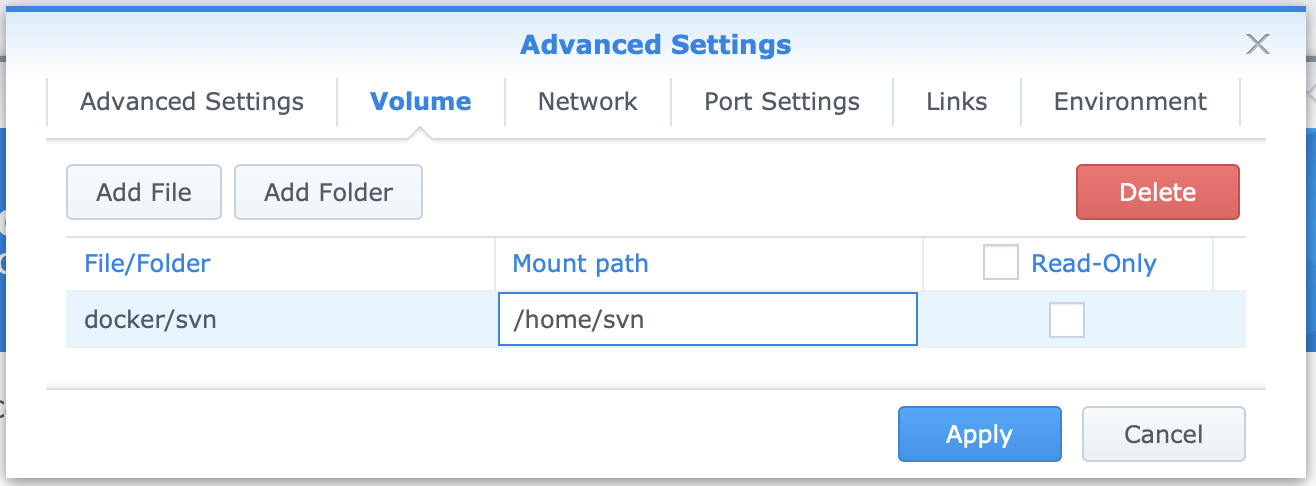 Advanced Settings
Advanced Settings Volume Network Port Settings Links Environment
Add File Add Folder Delete
File/Folder Mount path Read-Only
docker/svn /home/svn
Apply Cancel